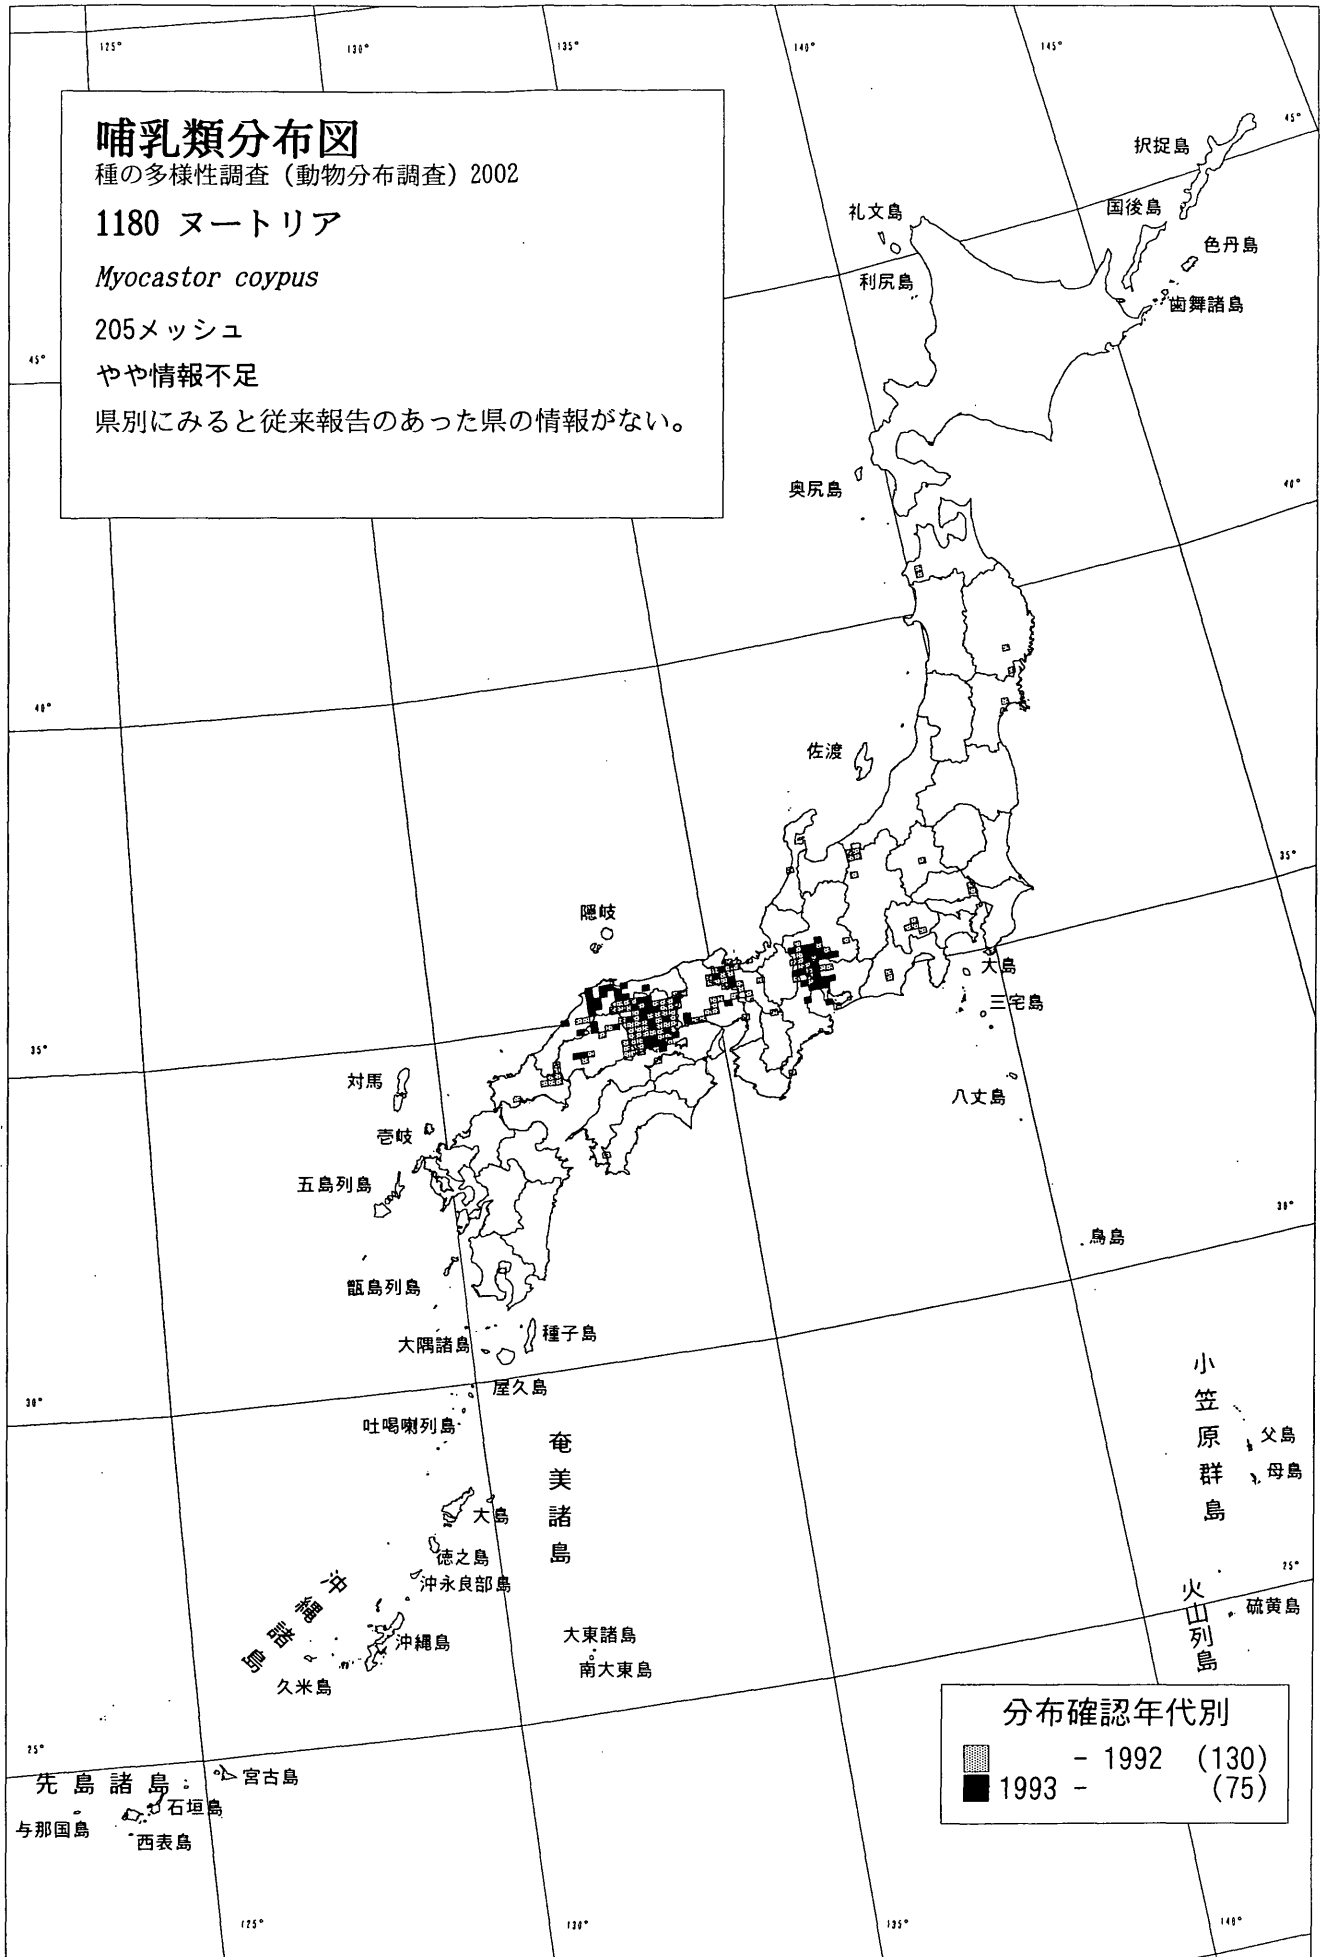 125°
130°
135°
140°
145°
哺乳類分布図
種の多様性調査（動物分布調査）2002
1180 ヌートリア
Myocastor coypus
205メッシュ
やや情報不足
県別にみると従来報告のあった県の情報がない。
45°
択捉島
国後島
礼文島
色丹島
利尻島
歯舞諸島
45°
奥尻島
40°
40°
佐渡
35°
隠岐
大島
三宅島
35°
対馬
八丈島
壱岐
五島列島
30°
鳥島
甑島列島
大隅諸島
種子島
屋久島
30°
吐喝喇列島
小笠原群島
父島
母島
奄美諸島
大島
徳之島
沖永良部島
25°
火山列島
硫黄島
沖縄諸島
沖縄島
久米島
大東諸島
南大東島
25°
先島諸島
宮古島
石垣島
与那国島
西表島
分布確認年代別
- 1992 (130)
1993 - (75)
125°
130°
135°
140°